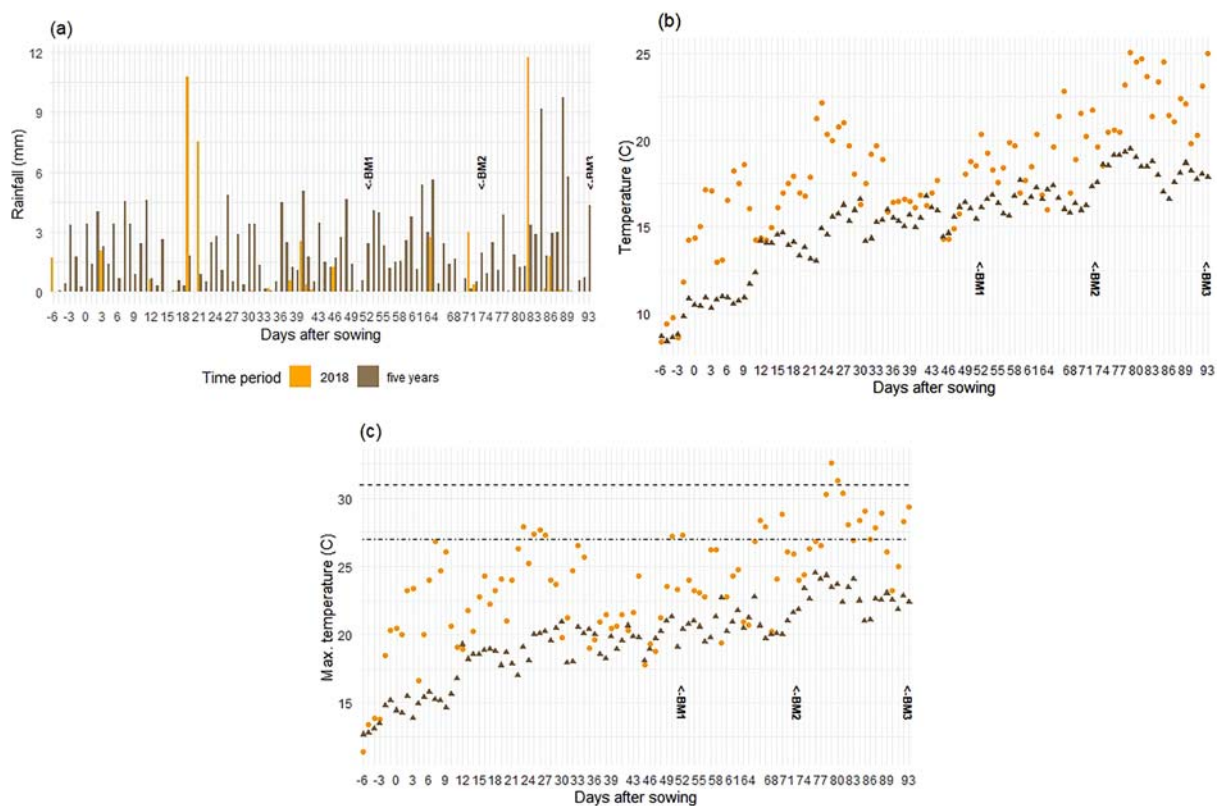 (a)
Rainfall (mm)
12
9
6
3
0
<-BM1
<-BM2
<-BM3
-6 -3 0 3 6 9 12 15 18 21 24 27 30 33 36 39 43 46 49 52 55 58 61 64 68 71 74 77 80 83 86 89 93
Days after sowing
Time period 2018 five years
(b)
Temperature (C)
25
20
15
10
<-BM1
<-BM2
<-BM3
-6 -3 0 3 6 9 12 15 18 21 24 27 30 33 36 39 43 46 49 52 55 58 61 64 68 71 74 77 80 83 86 89 93
Days after sowing
(c)
Max. temperature (C)
30
25
20
15
<-BM1
<-BM2
<-BM3
-6 -3 0 3 6 9 12 15 18 21 24 27 30 33 36 39 43 46 49 52 55 58 61 64 68 71 74 77 80 83 86 89 93
Days after sowing